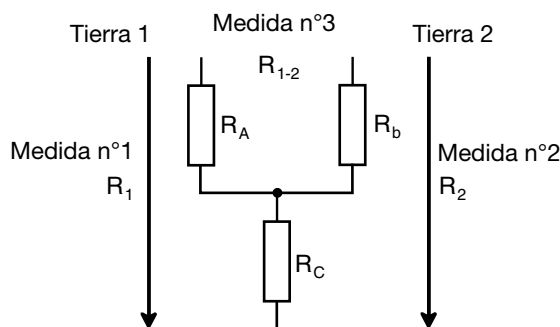 Tierra 1
Medida n°3
Tierra 2
R1-2
RA
Rb
Medida n°1
R1
Medida n°2
R2
RC